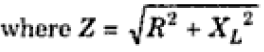 where Z = √(R² + X_L²)